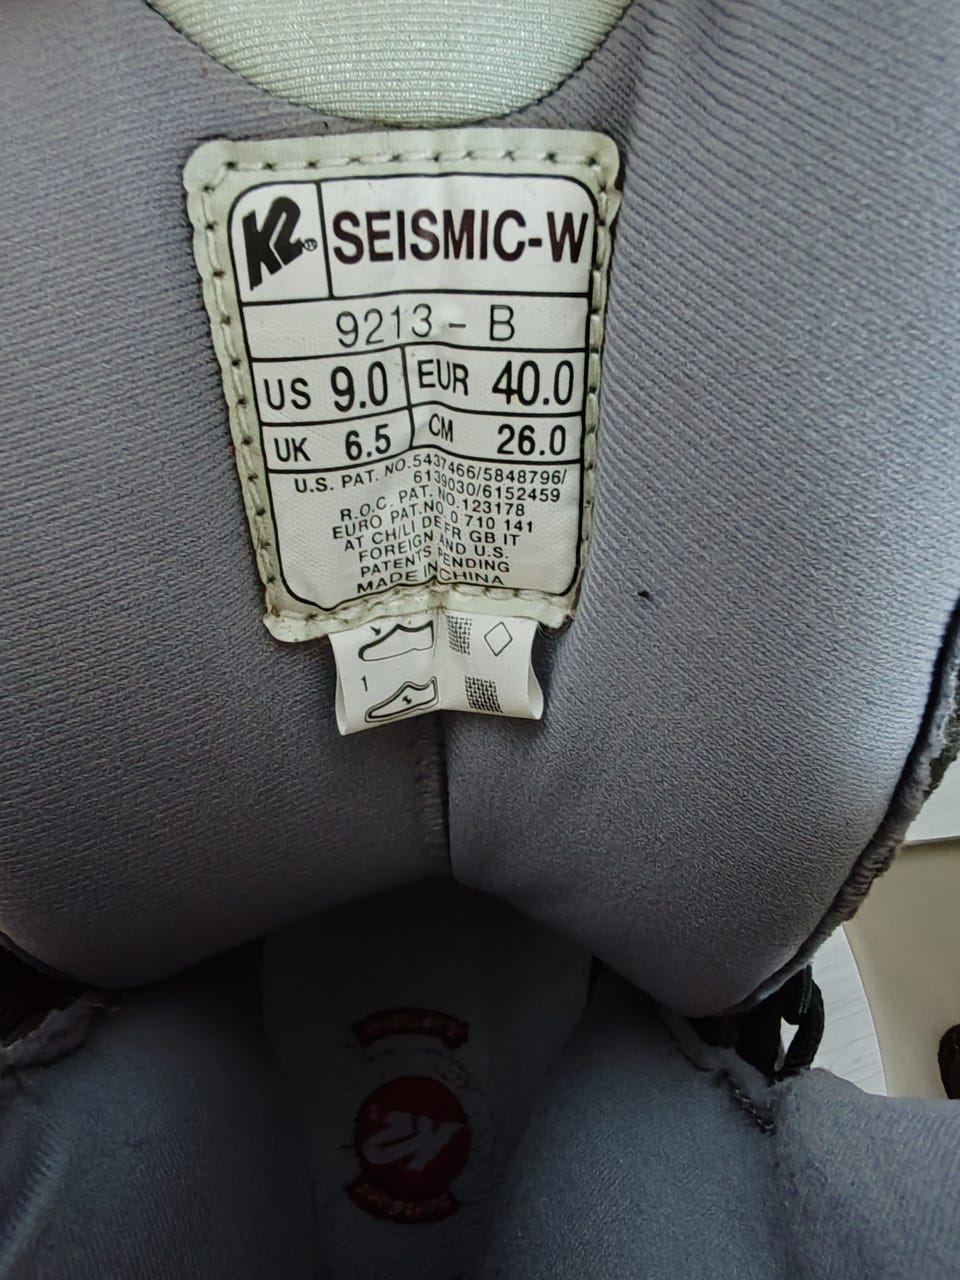 K2® SEISMIC-W
9213 - B
US 9.0 EUR 40.0
UK 6.5 CM 26.0
U.S. PAT. NO.5437466/5848796/
6139030/6152459
R.O.C. PAT. NO.123178
EURO PAT.NO.0 710 141
AT CH/LI DE FR GB IT
FOREIGN AND U.S.
PATENTS PENDING
MADE IN CHINA
1
K2